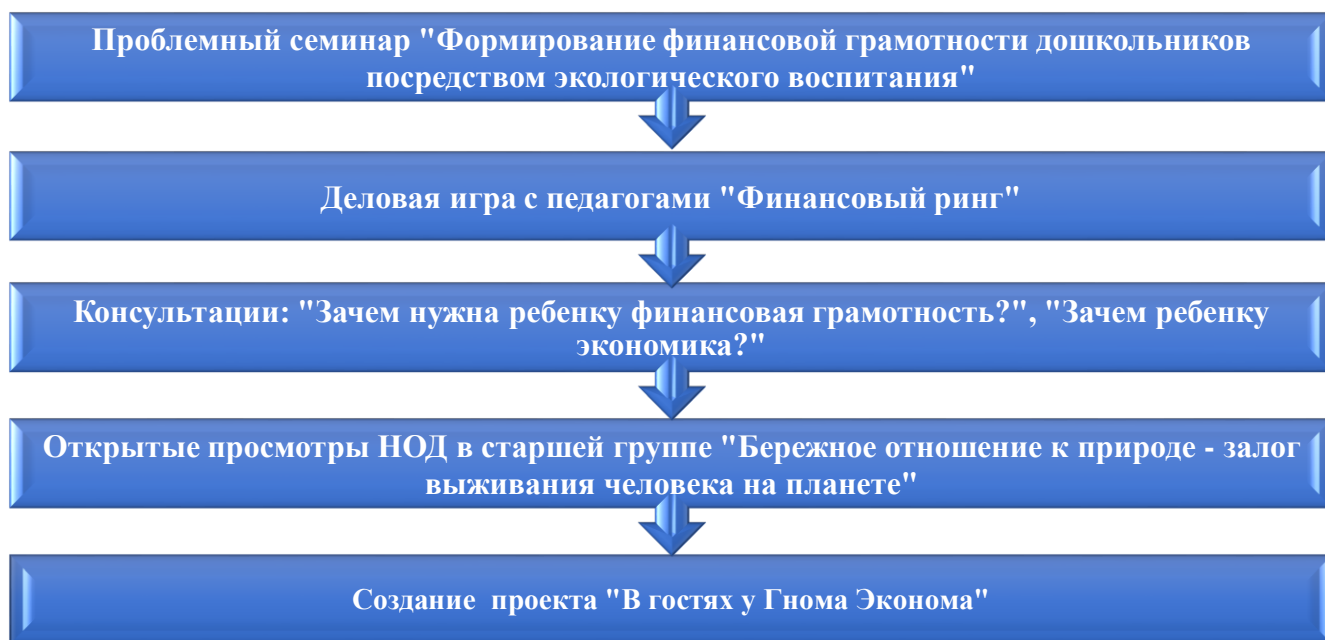 Проблемный семинар "Формирование финансовой грамотности дошкольников
посредством экологического воспитания"
Деловая игра с педагогами "Финансовый ринг"
Консультации: "Зачем нужна ребенку финансовая грамотность?", "Зачем ребенку
экономика?"
Открытые просмотры НОД в старшей группе "Бережное отношение к природе - залог
выживания человека на планете"
Создание проекта "В гостях у Гнома Эконома"